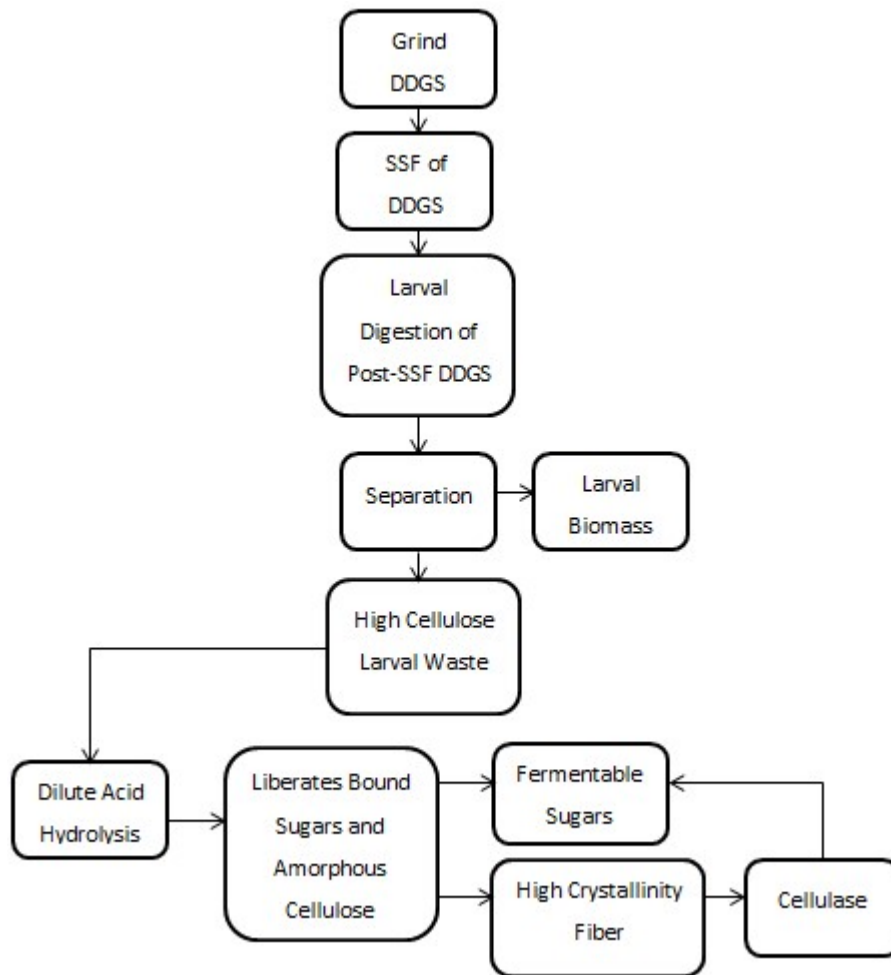 Grind
DDGS
SSF of
DDGS
Larval
Digestion of
Post-SSF DDGS
Separation
Larval
Biomass
High Cellulose
Larval Waste
Dilute Acid
Hydrolysis
Liberates Bound
Sugars and
Amorphous
Cellulose
Fermentable
Sugars
High Crystallinity
Fiber
Cellulase